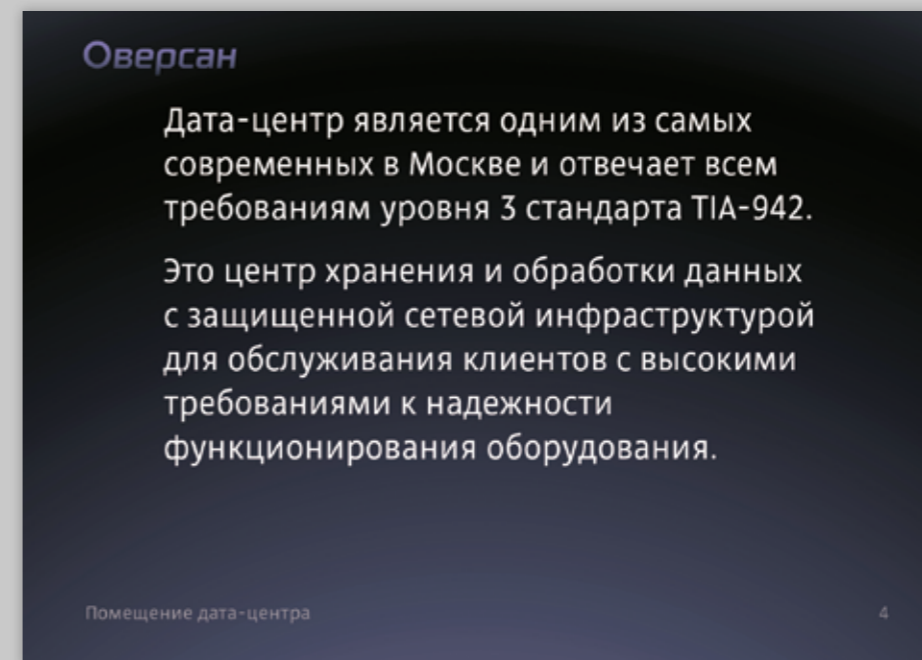 Оверсан
Дата-центр является одним из самых
современных в Москве и отвечает всем
требованиям уровня 3 стандарта TIA-942.
Это центр хранения и обработки данных
с защищенной сетевой инфраструктурой
для обслуживания клиентов с высокими
требованиями к надежности
функционирования оборудования.
Помещение дата-центра
4